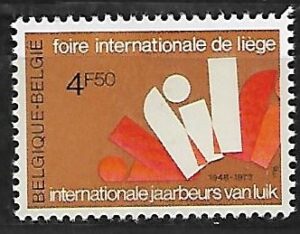 foire internationale de liège
4F50
BELGIQUE-BELGIË
1948-1973
internationale jaarbeurs van luik